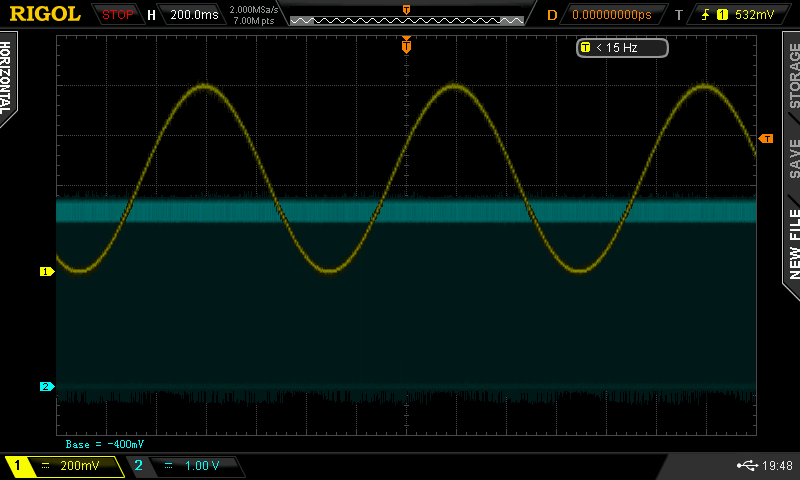 RIGOL STOP H 200.0ms 2.000MSa/s 7.00M pts T D 0.00000000ps T 1 532mV
HORIZONTAL
T
T < 15 Hz
STORAGE
T
SAVE
NEW FILE
1
2
Base = -400mV
1 200mV 2 1.00 V 19:48